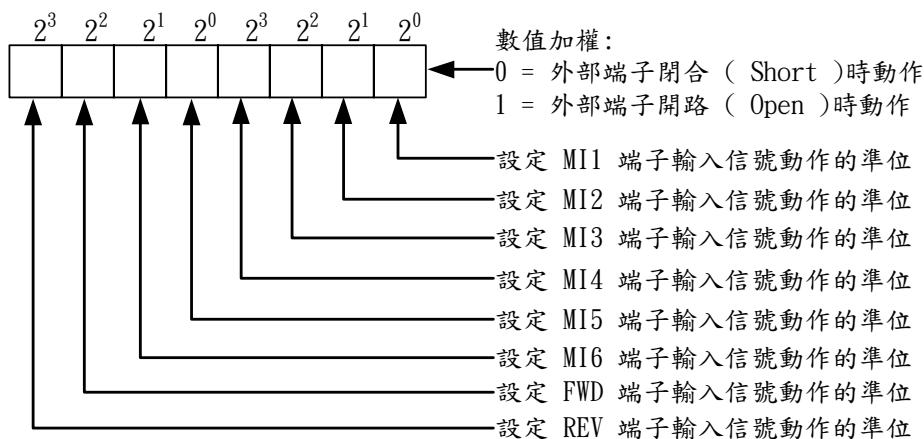 2³ 2² 2¹ 2⁰ 2³ 2² 2¹ 2⁰
數值加權:
0 = 外部端子閉合 ( Short )時動作
1 = 外部端子開路 ( Open )時動作
設定 MI1 端子輸入信號動作的準位
設定 MI2 端子輸入信號動作的準位
設定 MI3 端子輸入信號動作的準位
設定 MI4 端子輸入信號動作的準位
設定 MI5 端子輸入信號動作的準位
設定 MI6 端子輸入信號動作的準位
設定 FWD 端子輸入信號動作的準位
設定 REV 端子輸入信號動作的準位